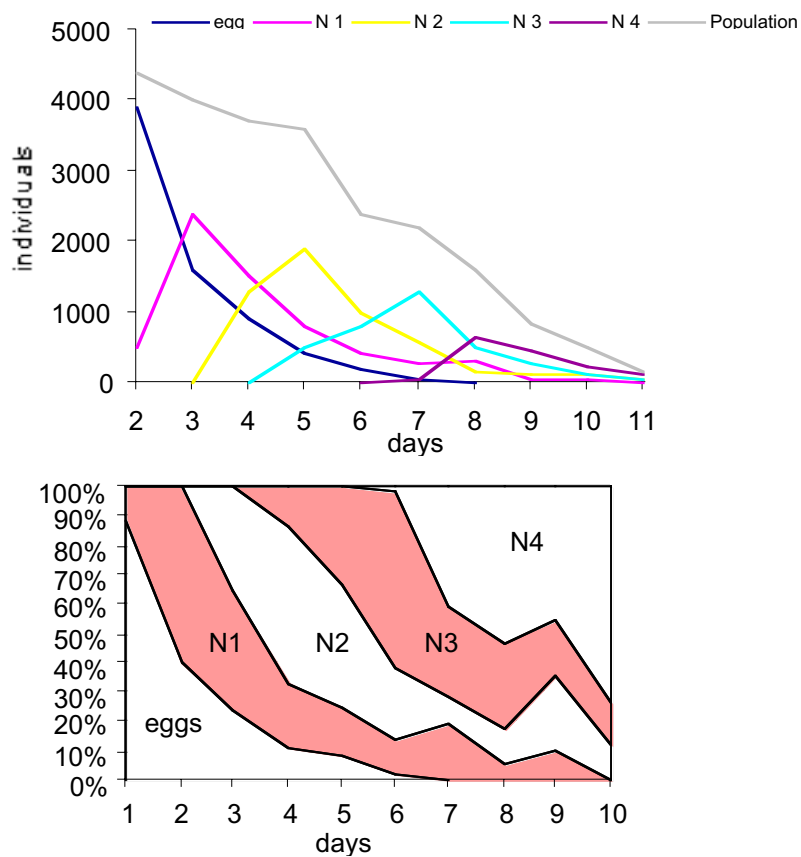 egg N 1 N 2 N 3 N 4 Population
5000
4000
3000
2000
1000
0
individuals
2 3 4 5 6 7 8 9 10 11
days
100%
90%
80%
70%
60%
50%
40%
30%
20%
10%
0%
N4
N1 N2 N3
eggs
1 2 3 4 5 6 7 8 9 10
days